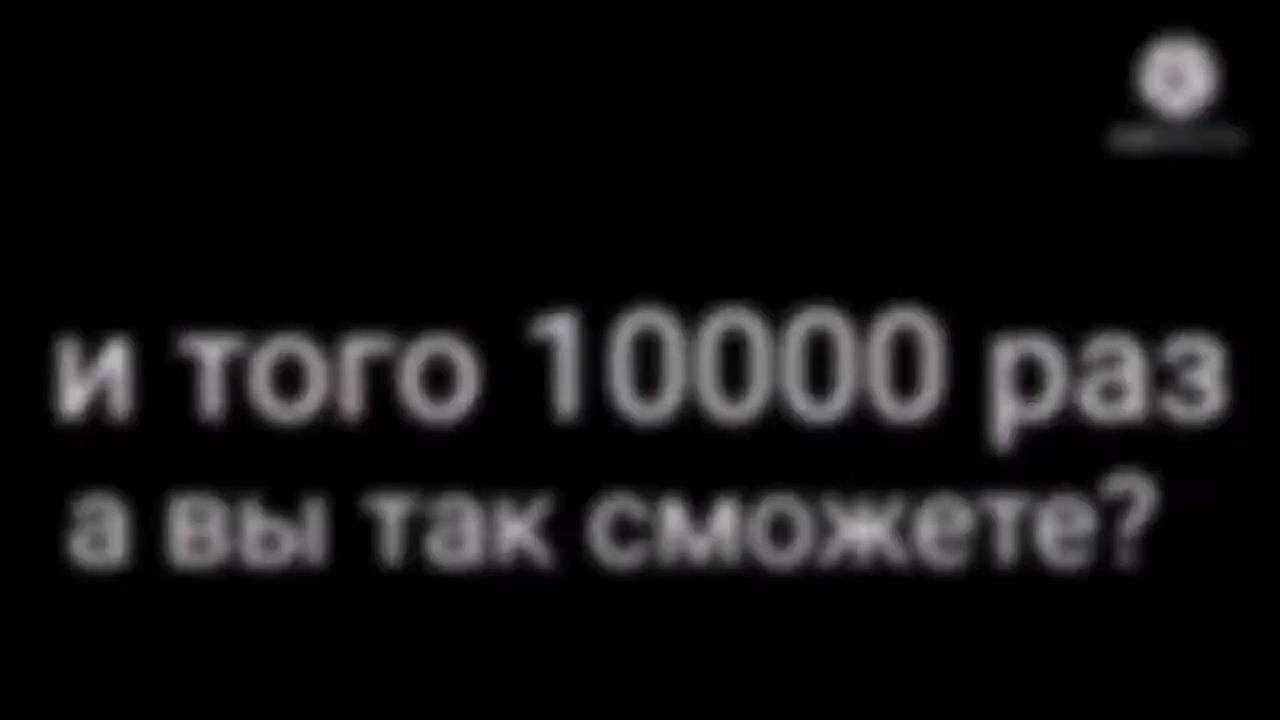 и того 10000 раз
а вы так сможете?